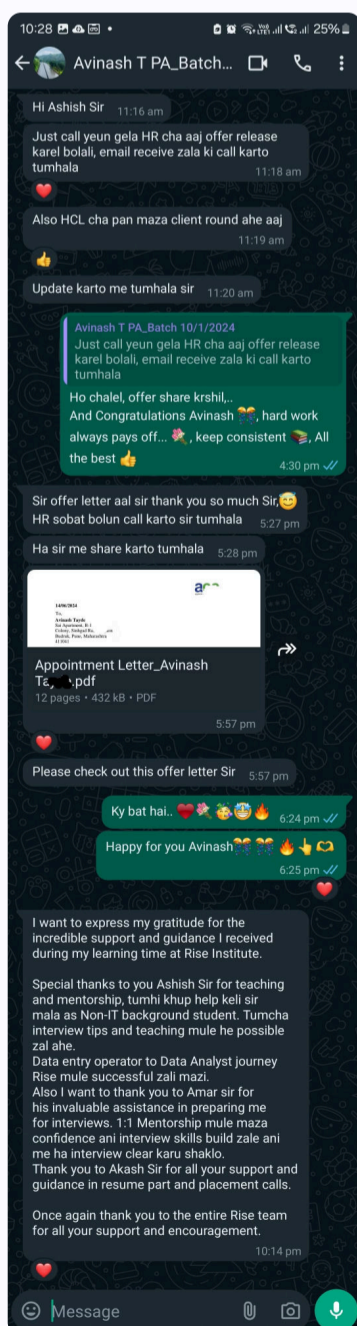 10:28
25%
Avinash T PA_Batch...
Hi Ashish Sir 11:16 am
Just call yeun gela HR cha aaj offer release
karel bolali, email receive zala ki call karto
tumhala
11:18 am
Also HCL cha pan maza client round ahe aaj
11:19 am
Update karto me tumhala sir 11:20 am
Avinash T PA_Batch 10/1/2024
Just call yeun gela HR cha aaj offer release
karel bolali, email receive zala ki call karto
tumhala
Ho chalel, offer share krshil,..
And Congratulations Avinash 🎊, hard work
always pays off... 💐, keep consistent 📚, All
the best 👍
4:30 pm
Sir offer letter aal sir thank you so much Sir,😅
HR sobat bolun call karto sir tumhala 5:27 pm
Ha sir me share karto tumhala 5:28 pm
14/06/2024
To,
Avinash Tayde
Appointment Letter_Avinash
12 pages • 432 kB • PDF
5:57 pm
Please check out this offer letter Sir 5:57 pm
Ky bat hai.. ❤️💐🥳🤩🔥 6:24 pm
Happy for you Avinash🎊🎊🔥👆🫶
6:25 pm
I want to express my gratitude for the
incredible support and guidance I received
during my learning time at Rise Institute.
Special thanks to you Ashish Sir for teaching
and mentorship, tumhi khup help keli sir
mala as Non-IT background student. Tumcha
interview tips and teaching mule he possible
zal ahe.
Data entry operator to Data Analyst journey
Rise mule successful zali mazi.
Also I want to thank you to Amar sir for
his invaluable assistance in preparing me
for interviews. 1:1 Mentorship mule maza
confidence ani interview skills build zale ani
me ha interview clear karu shaklo.
Thank you to Akash Sir for all your support and
guidance in resume part and placement calls.
Once again thank you to the entire Rise team
for all your support and encouragement.
10:14 pm
Message